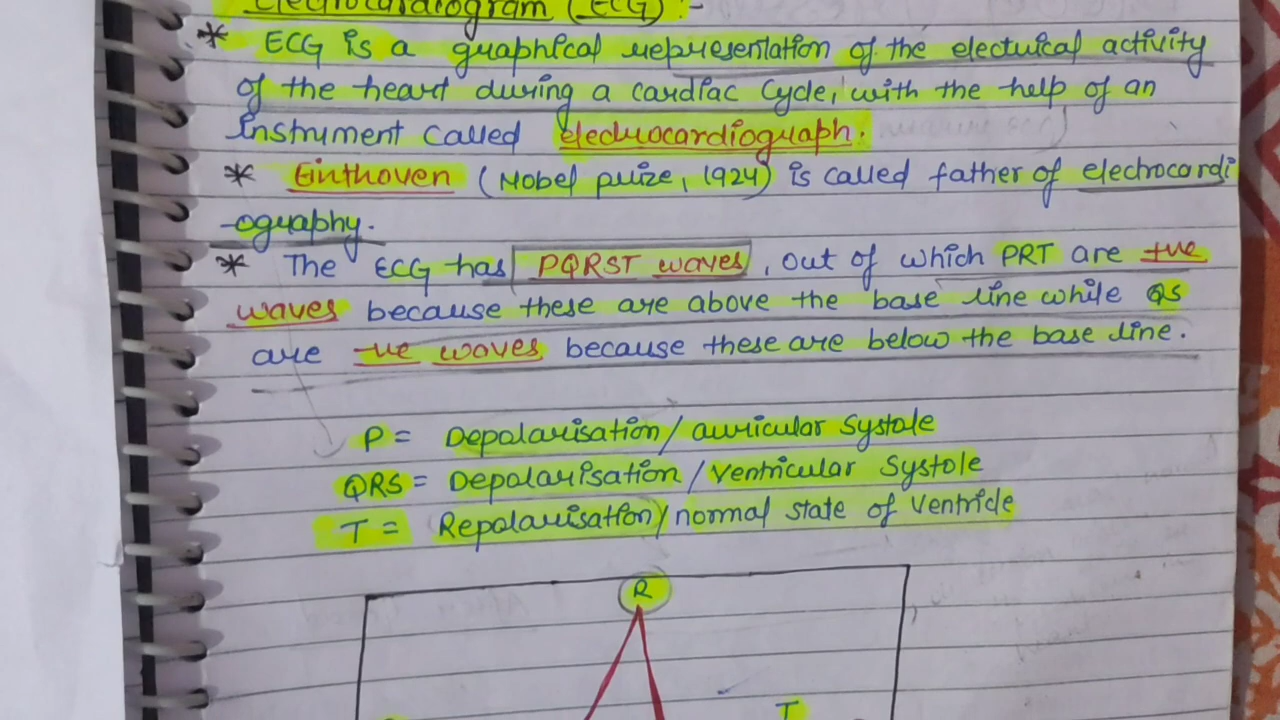 Electrocardiogram (ECG) :-
* ECG is a graphical representation of the electrical activity
of the heart during a cardiac cycle, with the help of an
instrument called electrocardiograph.
* Einthoven (Nobel prize, 1924) is called father of electrocardi
-ography.
* The ECG has PQRST waves, out of which PRT are +ve
waves because these are above the base line while QS
are -ve waves because these are below the base line.
P = Depolarisation/ auricular systole
QRS = Depolarisation / ventricular systole
T = Repolarisation/ normal state of ventricle
R
T